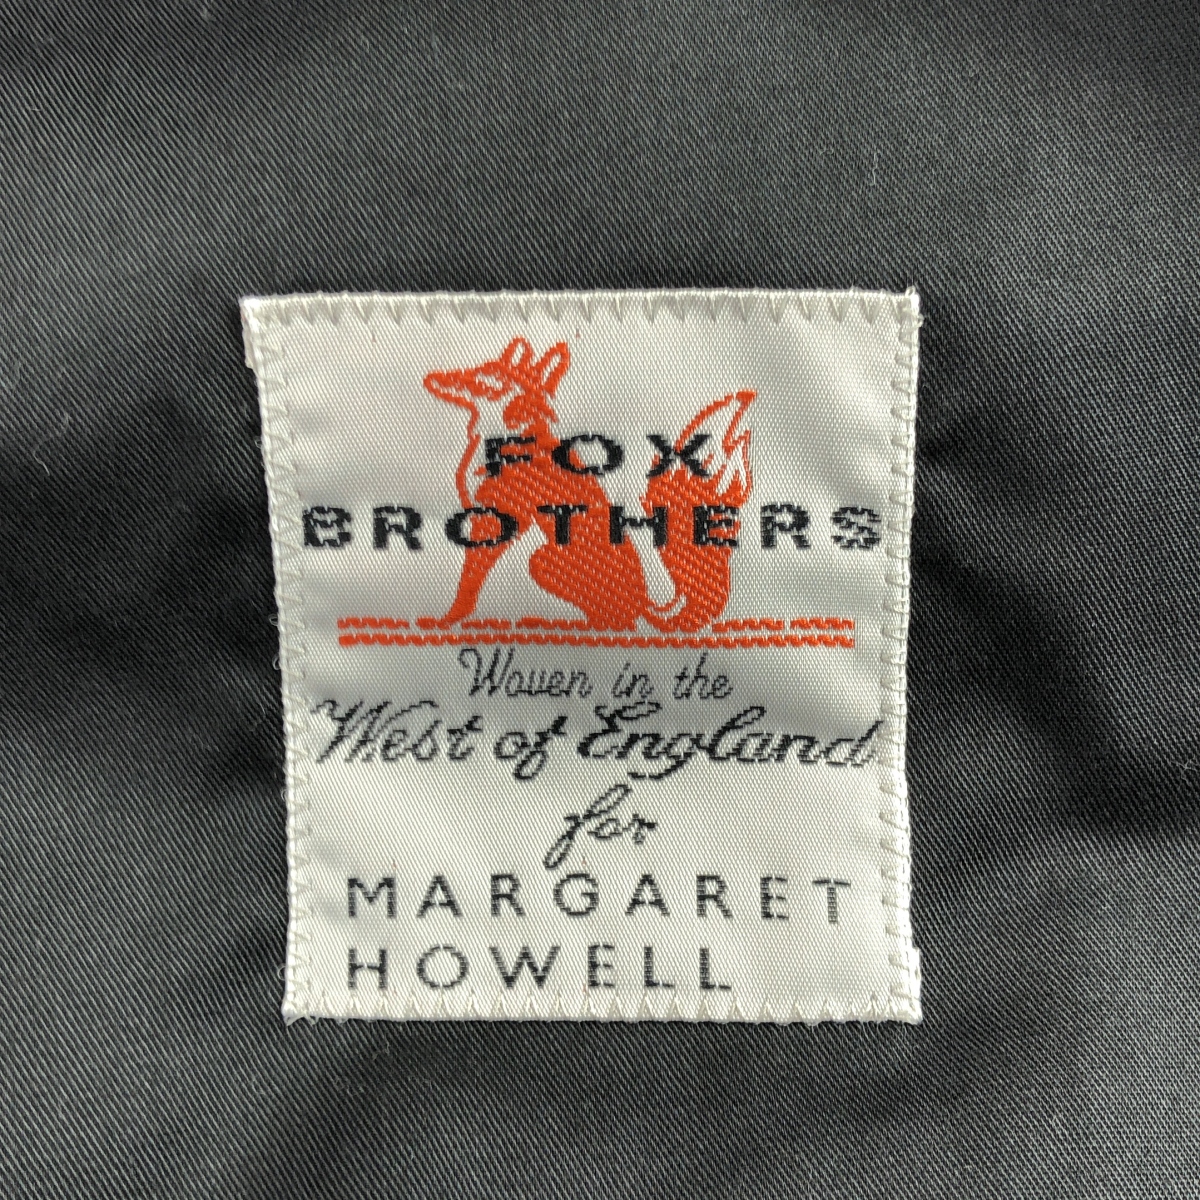 FOX
BROTHERS
Woven in the
West of England
for
MARGARET
HOWELL